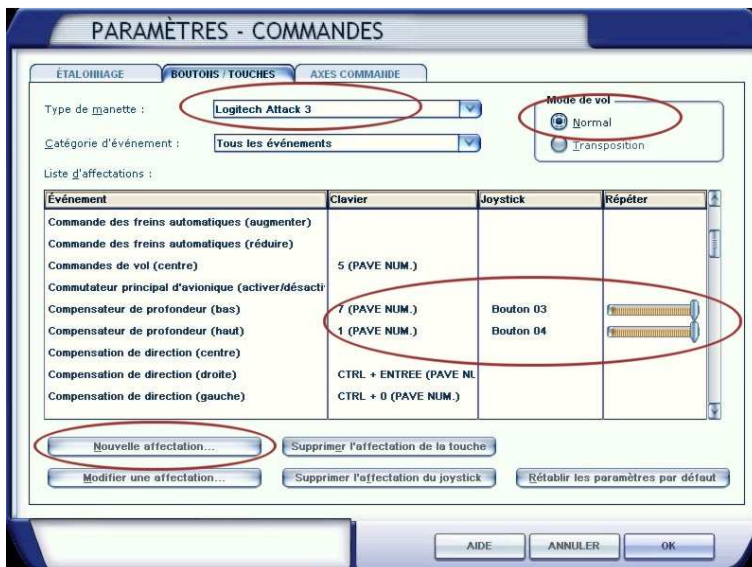 PARAMÈTRES - COMMANDES
ÉTALONNAGE BOUTONS / TOUCHES AXES COMMANDE
Type de manette : Logitech Attack 3
Mode de vol
Normal
Catégorie d'événement : Tous les événements
Transposition
Liste d'affectations :
Événement Clavier Joystick Répéter
Commande des freins automatiques (augmenter)
Commande des freins automatiques (réduire)
Commandes de vol (centre) 5 (PAVE NUM.)
Commutateur principal d'avionique (activer/désacti
Compensateur de profondeur (bas) 7 (PAVE NUM.) Bouton 03
Compensateur de profondeur (haut) 1 (PAVE NUM.) Bouton 04
Compensation de direction (centre)
Compensation de direction (droite) CTRL + ENTREE (PAVE NU
Compensation de direction (gauche) CTRL + 0 (PAVE NUM.)
Nouvelle affectation... Supprimer l'affectation de la touche
Modifier une affectation... Supprimer l'affectation du joystick Rétablir les paramètres par défaut
AIDE ANNULER OK